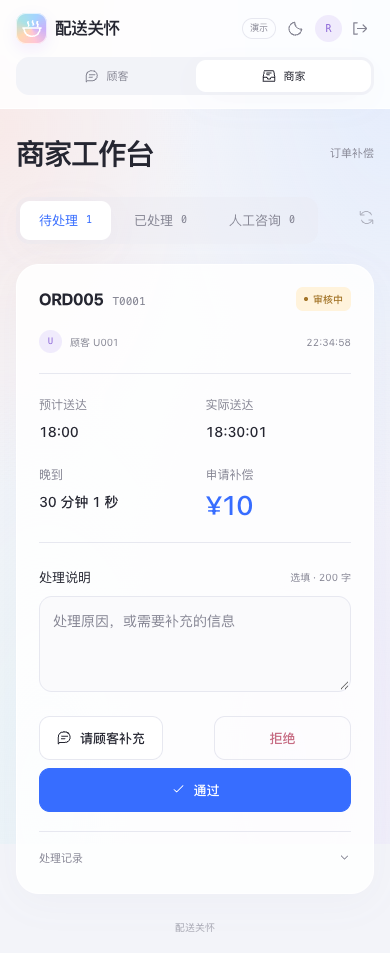 配送关怀
演示
R
顾客
商家
商家工作台
订单补偿
待处理 1
已处理 0
人工咨询 0
ORD005 T0001
审核中
U
顾客 U001
22:34:58
预计送达
实际送达
18:00
18:30:01
晚到
申请补偿
30 分钟 1 秒
¥10
处理说明
选填 · 200 字
处理原因，或需要补充的信息
请顾客补充
拒绝
通过
处理记录
配送关怀